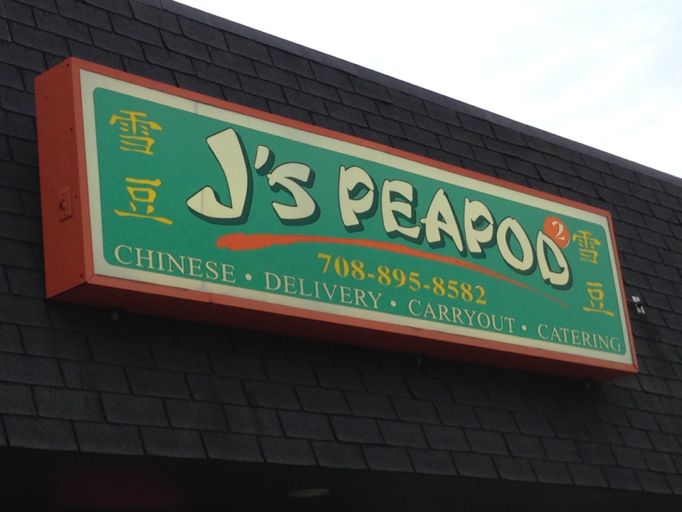 雪豆
J'S PEAPOD 2
雪豆
708-895-8582
CHINESE • DELIVERY • CARRYOUT • CATERING